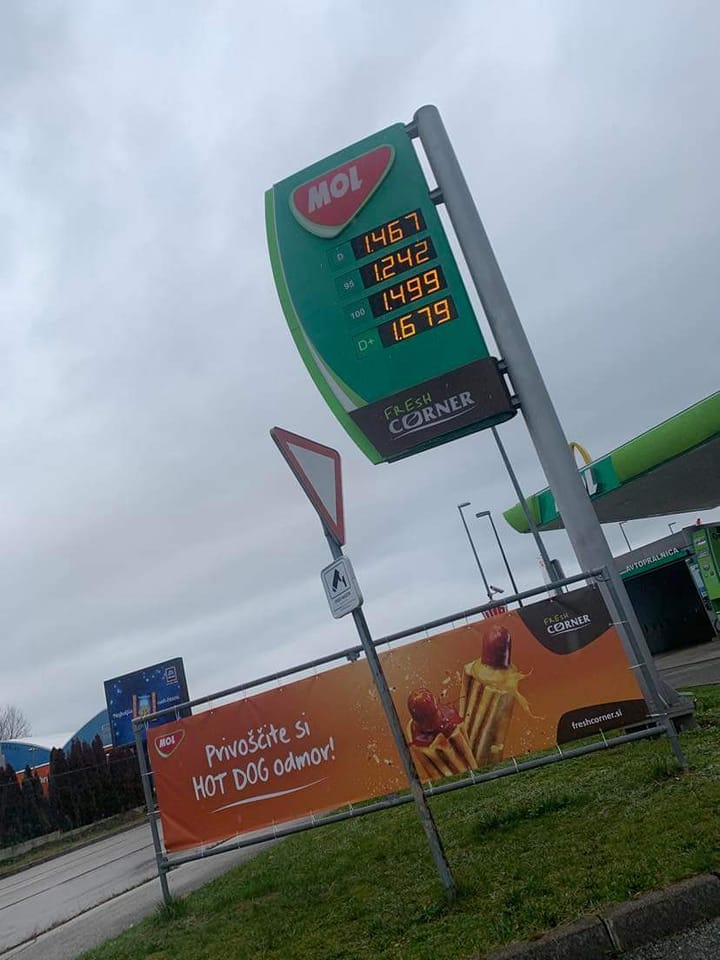 MOL
D 1.467
95 1.242
100 1.499
D+ 1.679
FRESH
CORNER
AVTOPRALNICA
FRESH
CORNER
MOL
Privoščite si
HOT DOG odmov!
freshcorner.si